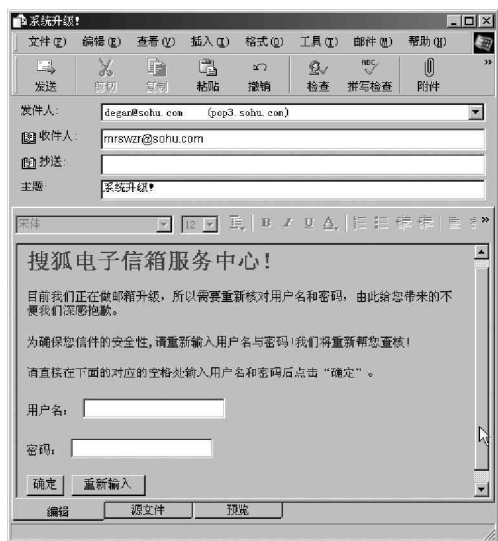 系统升级!
文件(F) 编辑(E) 查看(V) 插入(I) 格式(O) 工具(T) 邮件(M) 帮助(H)
发送 剪切 复制 粘贴 撤销 检查 拼写检查 附件
发件人: degan@sohu.com (pop3.sohu.com)
收件人: mrswzr@sohu.com
抄送:
主题: 系统升级!
宋体 12 B I U A
搜狐电子信箱服务中心!
目前我们正在做邮箱升级,所以需要重新核对用户名和密码,由此给您带来的不
便我们深感抱歉。
为确保您信件的安全性,请重新输入用户名与密码!我们将重新帮您查核!
请直接在下面的对应的空格处输入用户名和密码后点击“确定”。
用户名:
密码:
确定 重新输入
编辑 源文件 预览